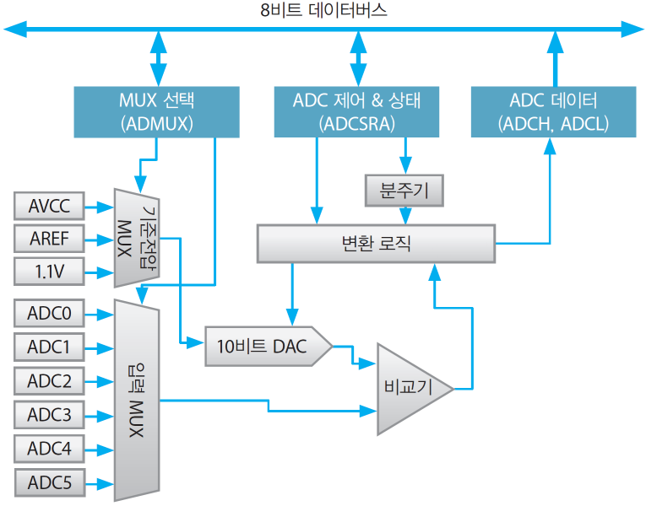 8비트 데이터버스
MUX 선택
(ADMUX)
ADC 제어 & 상태
(ADCSRA)
ADC 데이터
(ADCH, ADCL)
분주기
AVCC
AREF
1.1V
기준전압
MUX
변환 로직
ADC0
ADC1
ADC2
ADC3
ADC4
ADC5
입력 MUX
10비트 DAC
비교기